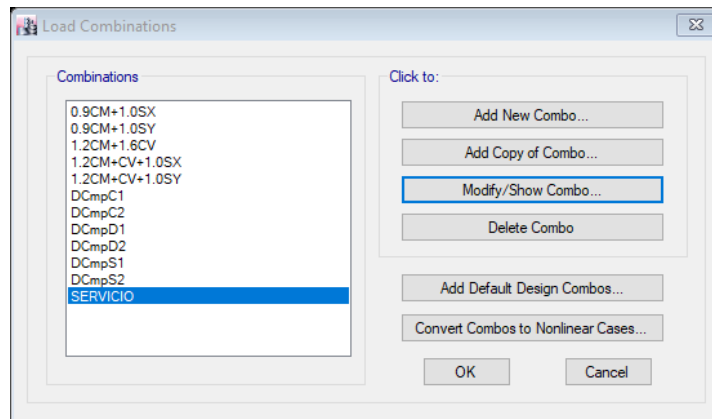 Load Combinations
Combinations
0.9CM+1.0SX
0.9CM+1.0SY
1.2CM+1.6CV
1.2CM+CV+1.0SX
1.2CM+CV+1.0SY
DCmpC1
DCmpC2
DCmpD1
DCmpD2
DCmpS1
DCmpS2
SERVICIO
Click to:
Add New Combo...
Add Copy of Combo...
Modify/Show Combo...
Delete Combo
Add Default Design Combos...
Convert Combos to Nonlinear Cases...
OK
Cancel